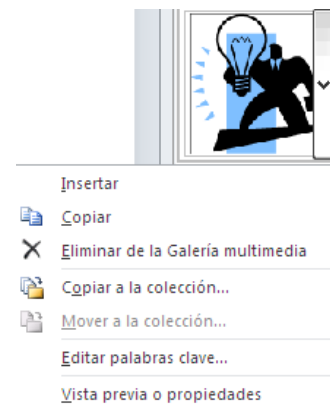 Insertar
Copiar
Eliminar de la Galería multimedia
Copiar a la colección...
Mover a la colección...
Editar palabras clave...
Vista previa o propiedades